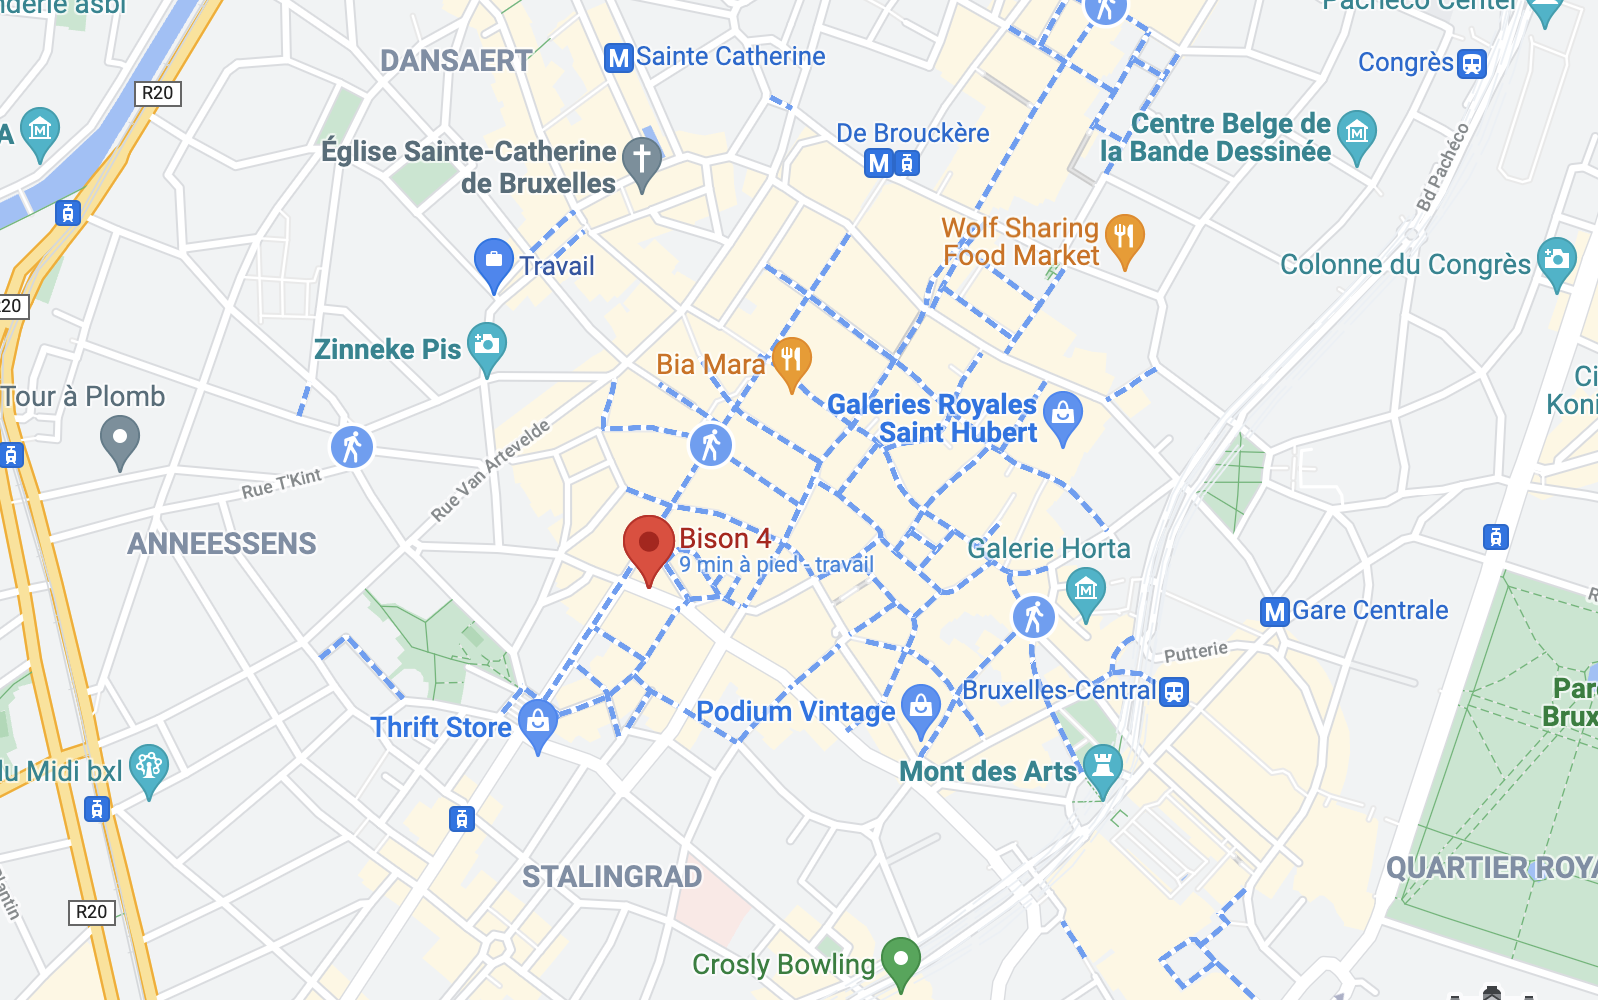 nderie asbl
Pacheco Center
DANSAERT
M Sainte Catherine
Congrès
R20
A
De Brouckère
M
Centre Belge de
la Bande Dessinée
Église Sainte-Catherine
de Bruxelles
Bd Pachéco
Wolf Sharing
Food Market
Travail
Colonne du Congrès
20
Zinneke Pis
Bia Mara
Tour à Plomb
Galeries Royales
Saint Hubert
Ci
Koni
Rue Van Artevelde
Rue T'Kint
ANNEESSENS
Bison 4
9 min à pied - travail
Galerie Horta
M Gare Centrale
R
Putterie
Bruxelles-Central
Parc
Brux
Thrift Store
Podium Vintage
du Midi bxl
Mont des Arts
STALINGRAD
QUARTIER ROYA
lantin
R20
Crosly Bowling